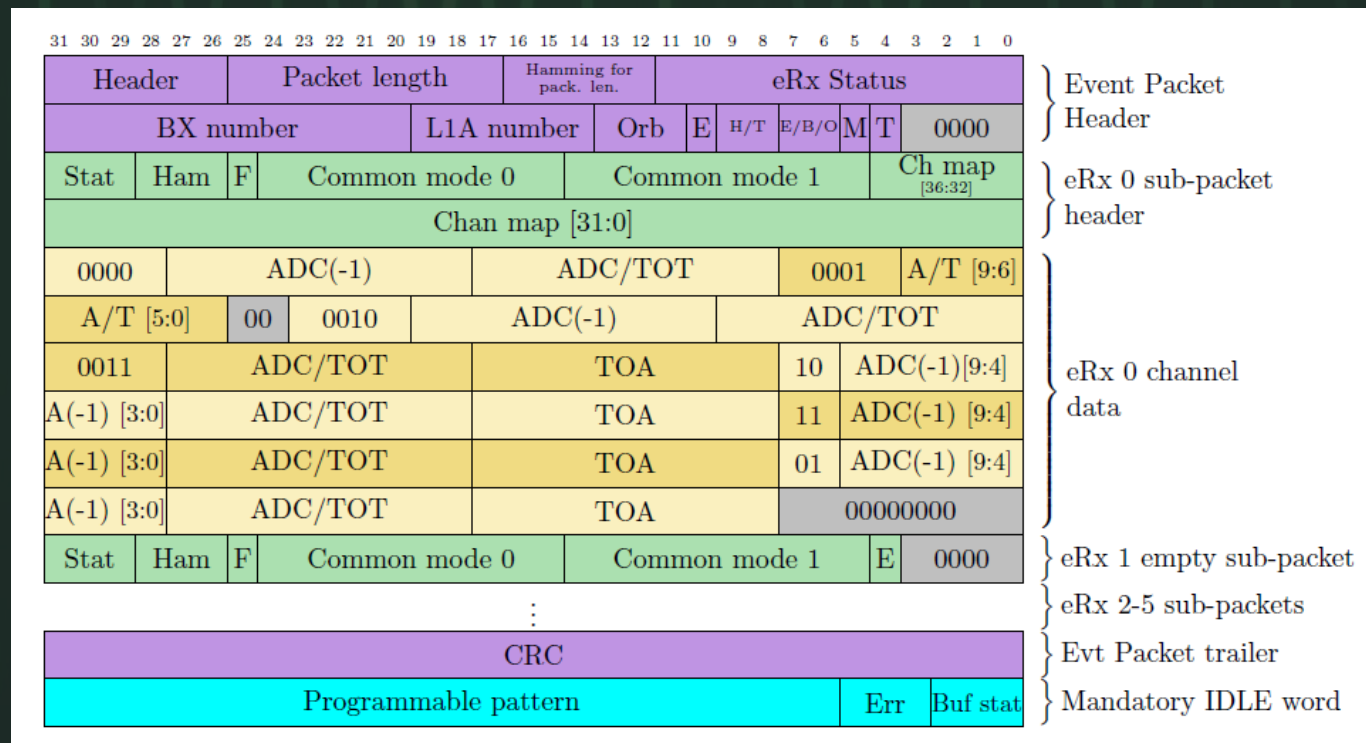 31 30 29 28 27 26 25 24 23 22 21 20 19 18 17 16 15 14 13 12 11 10 9 8 7 6 5 4 3 2 1 0
Header Packet length Hamming for pack. len. eRx Status
Event Packet Header
BX number L1A number Orb E H/T E/B/O M T 0000
Stat Ham F Common mode 0 Common mode 1 Ch map [36:32]
eRx 0 sub-packet header
Chan map [31:0]
0000 ADC(-1) ADC/TOT 0001 A/T [9:6]
A/T [5:0] 00 0010 ADC(-1) ADC/TOT
0011 ADC/TOT TOA 10 ADC(-1)[9:4]
eRx 0 channel data
A(-1) [3:0] ADC/TOT TOA 11 ADC(-1) [9:4]
A(-1) [3:0] ADC/TOT TOA 01 ADC(-1) [9:4]
A(-1) [3:0] ADC/TOT TOA 00000000
Stat Ham F Common mode 0 Common mode 1 E 0000
eRx 1 empty sub-packet
⋮
eRx 2-5 sub-packets
CRC
Evt Packet trailer
Programmable pattern Err Buf stat
Mandatory IDLE word